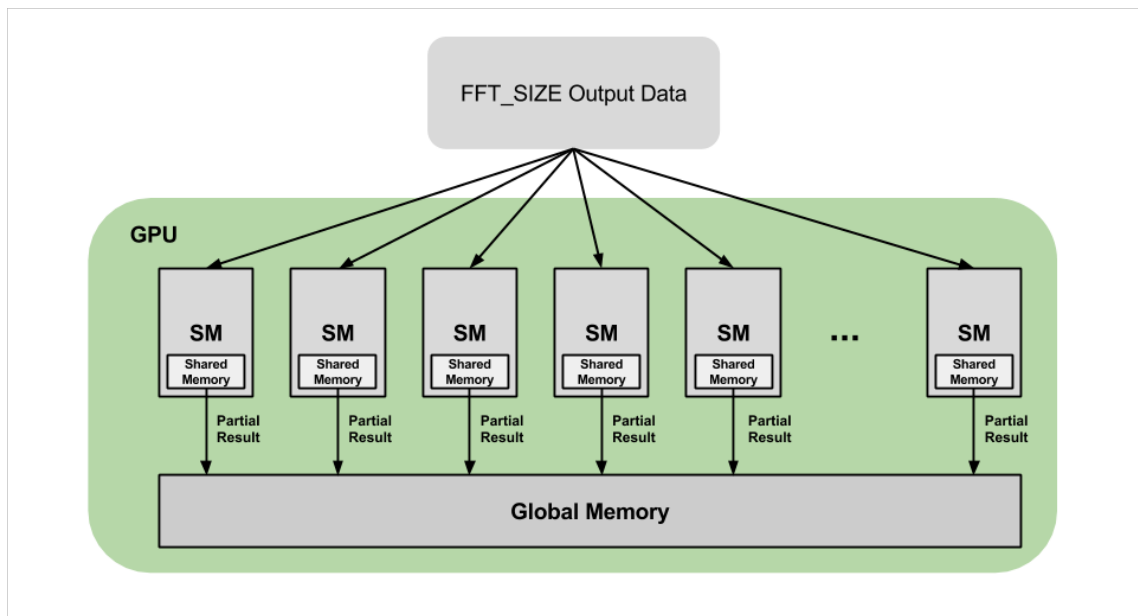 FFT_SIZE Output Data
GPU
SM
SM
SM
SM
SM
...
SM
Shared
Memory
Shared
Memory
Shared
Memory
Shared
Memory
Shared
Memory
Shared
Memory
Partial
Result
Partial
Result
Partial
Result
Partial
Result
Partial
Result
Partial
Result
Global Memory